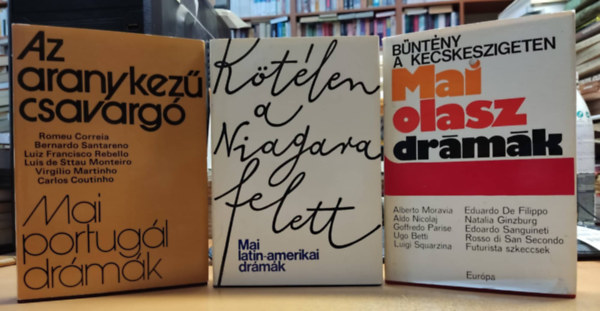 Az
aranykezű
csavargó
Romeu Correia
Bernardo Santareno
Luiz Francisco Rebello
Luis de Sttau Monteiro
Virgílio Martinho
Carlos Coutinho
Mai
portugál
drámák
Kötélen
a
Niagara
felett
Mai
latin-amerikai
drámák
BŰNTÉNY
A KECSKESZIGETEN
Mai
olasz
drámák
Alberto Moravia
Aldo Nicolaj
Goffredo Parise
Ugo Betti
Luigi Squarzina
Eduardo De Filippo
Natalia Ginzburg
Edoardo Sanguineti
Rosso di San Secondo
Futurista szkeccsek
Európa